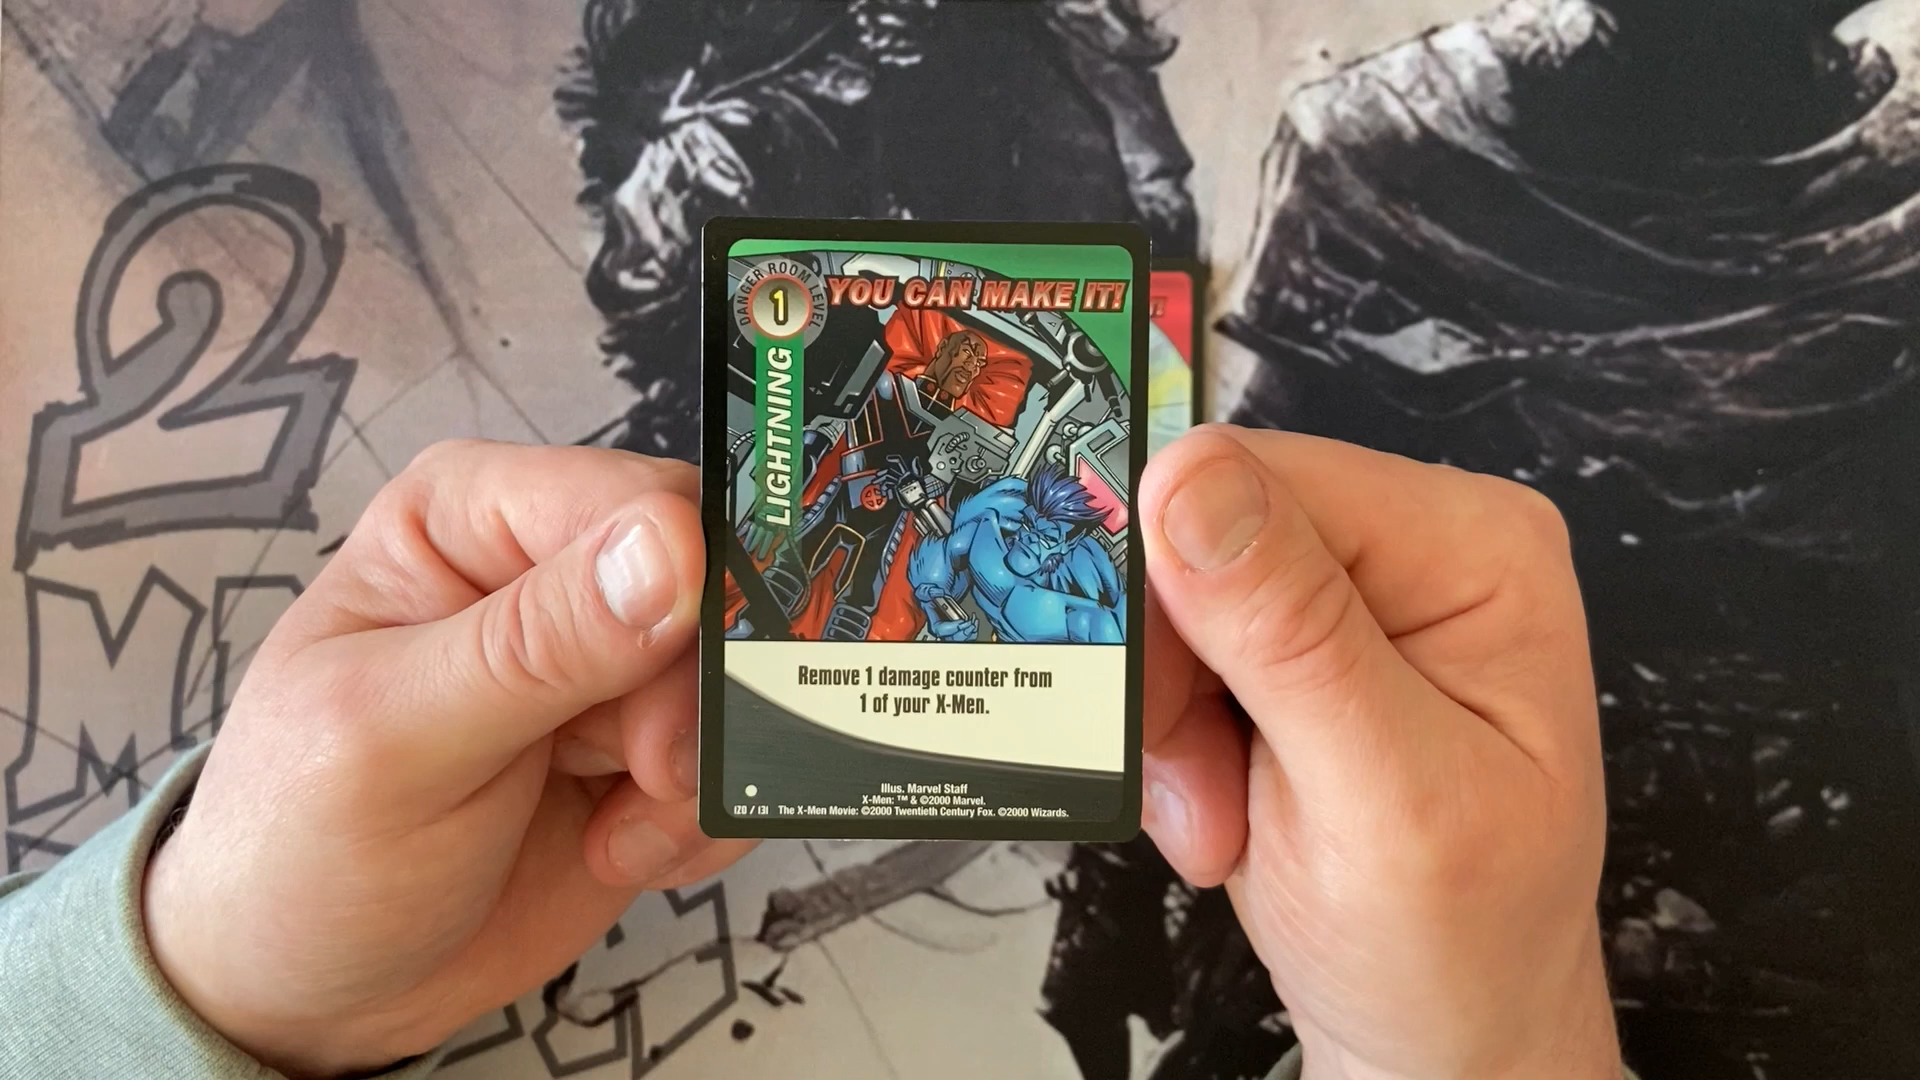 DANGER ROOM LEVEL
1
YOU CAN MAKE IT!
LIGHTNING
Remove 1 damage counter from
1 of your X-Men.
Illus. Marvel Staff
X-Men: ™ & ©2000 Marvel.
120 / 131 The X-Men Movie: ©2000 Twentieth Century Fox. ©2000 Wizards.
2